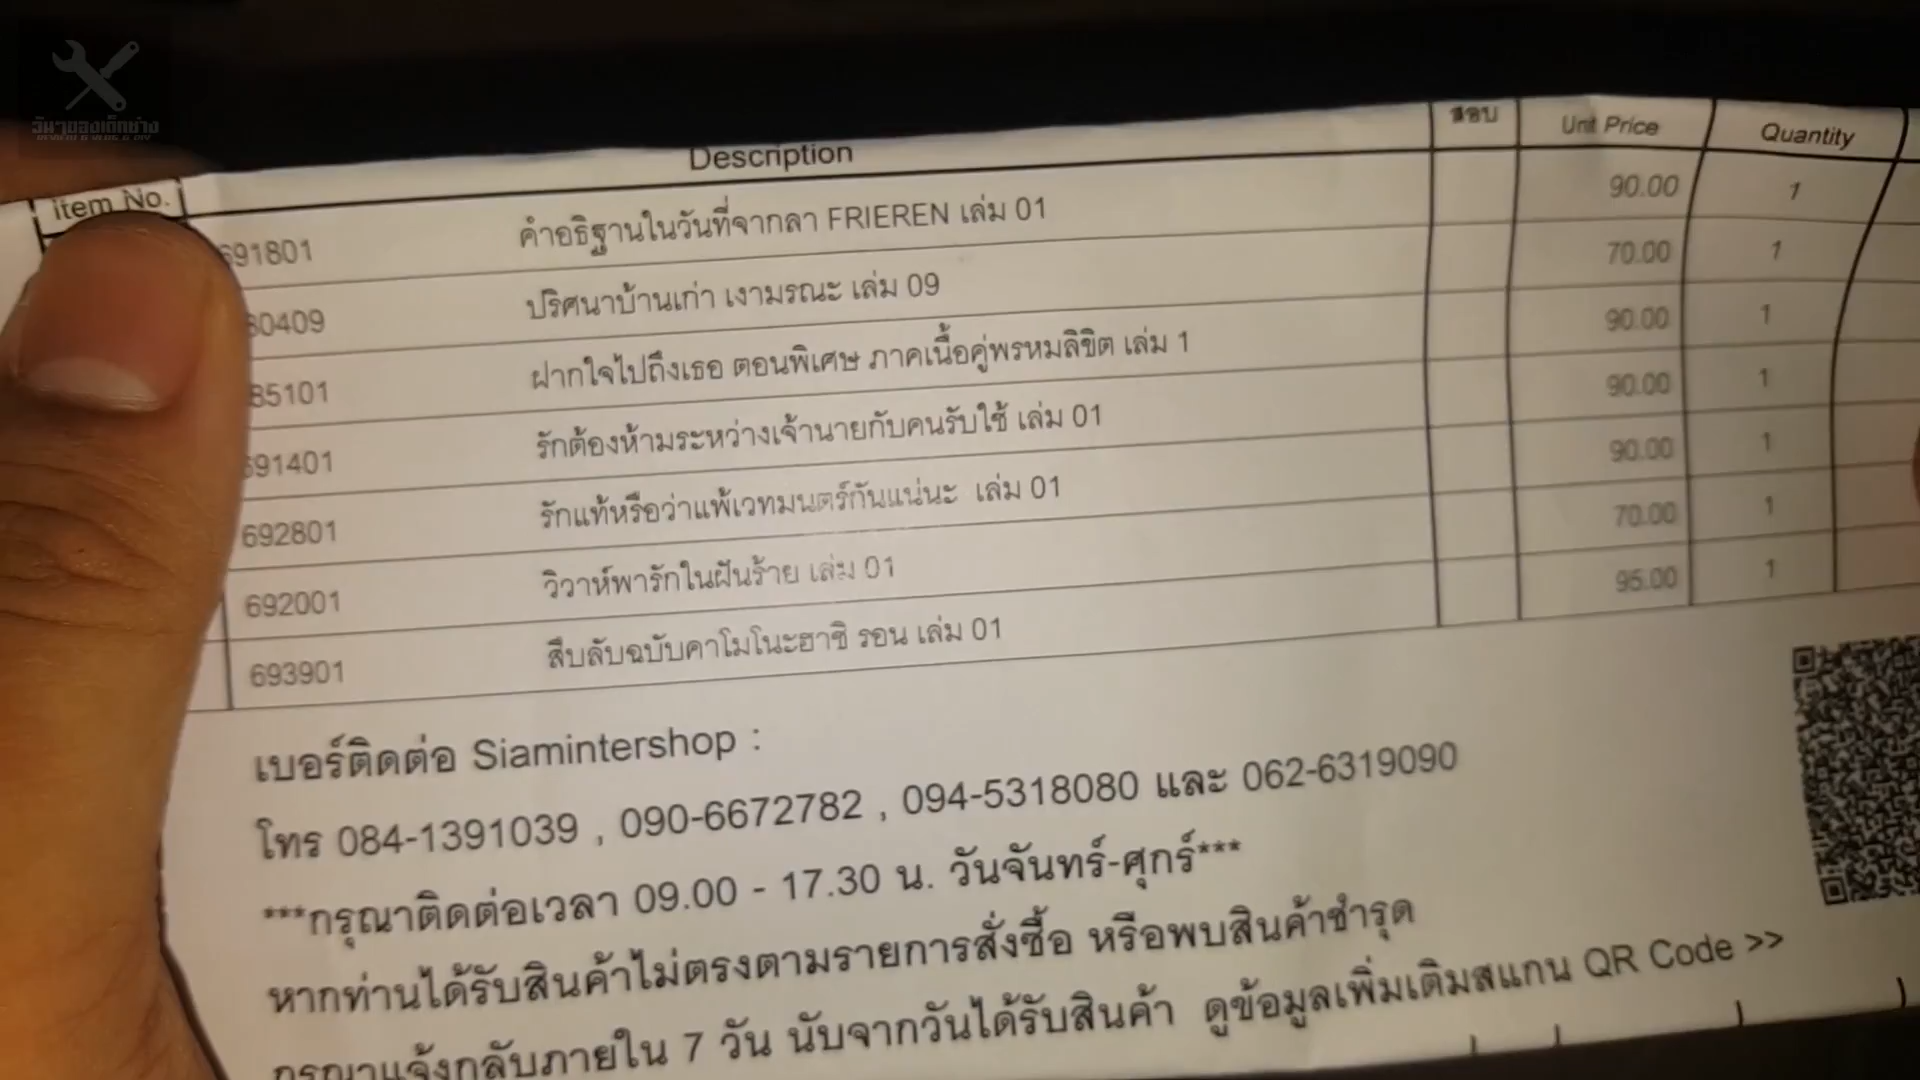 วันๆของเด็กช่าง
REVIEW & VLOG & DIY
Item No. Description สอบ Unit Price Quantity
691801 คำอธิฐานในวันที่จากลา FRIEREN เล่ม 01 90.00 1
80409 ปริศนาบ้านเก่า เงามรณะ เล่ม 09 70.00 1
85101 ฝากใจไปถึงเธอ ตอนพิเศษ ภาคเนื้อคู่พรหมลิขิต เล่ม 1 90.00 1
691401 รักต้องห้ามระหว่างเจ้านายกับคนรับใช้ เล่ม 01 90.00 1
692801 รักแท้หรือว่าแพ้เวทมนตร์กันแน่นะ เล่ม 01 90.00 1
692001 วิวาห์พารักในฝันร้าย เล่ม 01 70.00 1
693901 สืบลับฉบับคาโมโนะฮาชิ รอน เล่ม 01 95.00 1
เบอร์ติดต่อ Siamintershop :
โทร 084-1391039 , 090-6672782 , 094-5318080 และ 062-6319090
***กรุณาติดต่อเวลา 09.00 - 17.30 น. วันจันทร์-ศุกร์***
หากท่านได้รับสินค้าไม่ตรงตามรายการสั่งซื้อ หรือพบสินค้าชำรุด
กรุณาแจ้งกลับภายใน 7 วัน นับจากวันได้รับสินค้า ดูข้อมูลเพิ่มเติมสแกน QR Code >>